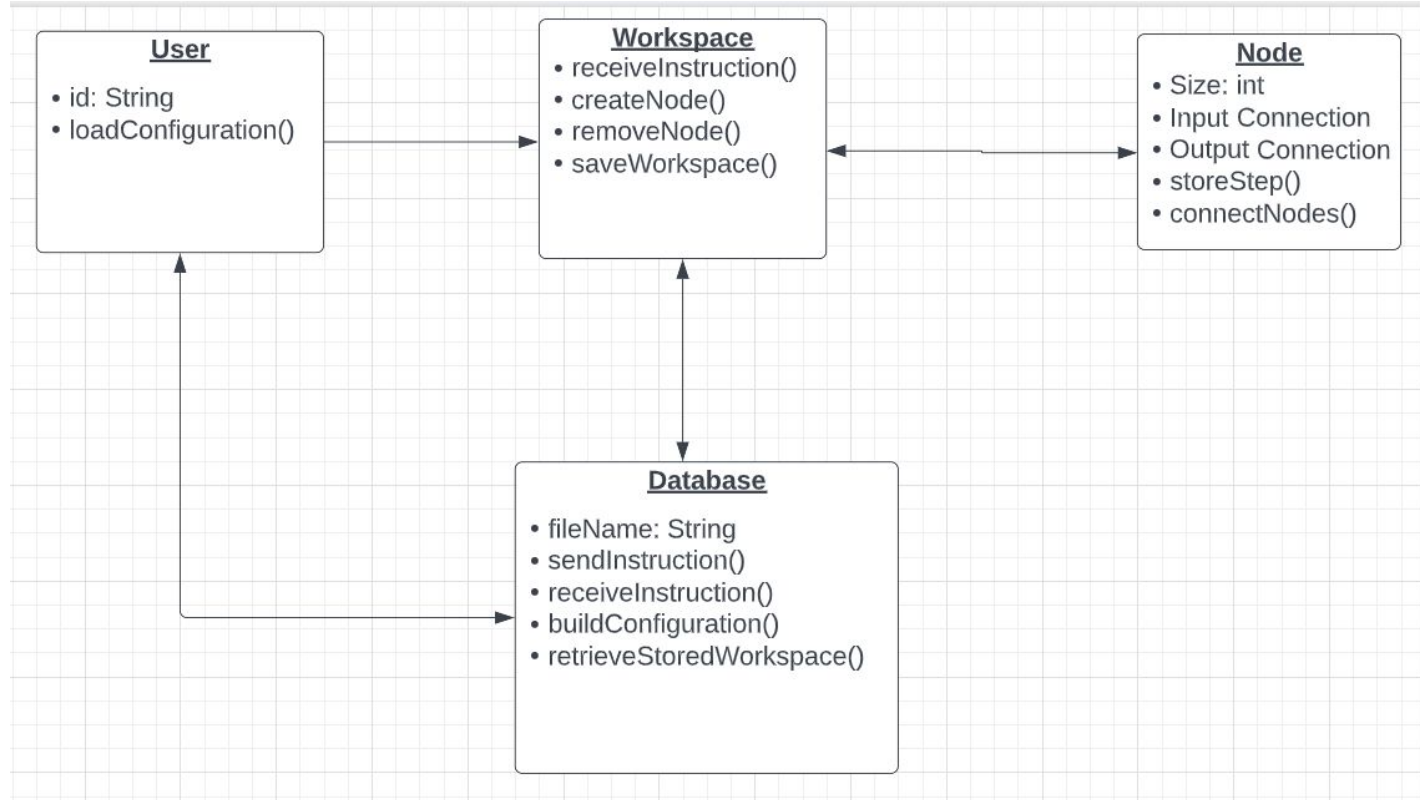 User
• id: String
• loadConfiguration()
Workspace
• receiveInstruction()
• createNode()
• removeNode()
• saveWorkspace()
Node
• Size: int
• Input Connection
• Output Connection
• storeStep()
• connectNodes()
Database
• fileName: String
• sendInstruction()
• receiveInstruction()
• buildConfiguration()
• retrieveStoredWorkspace()